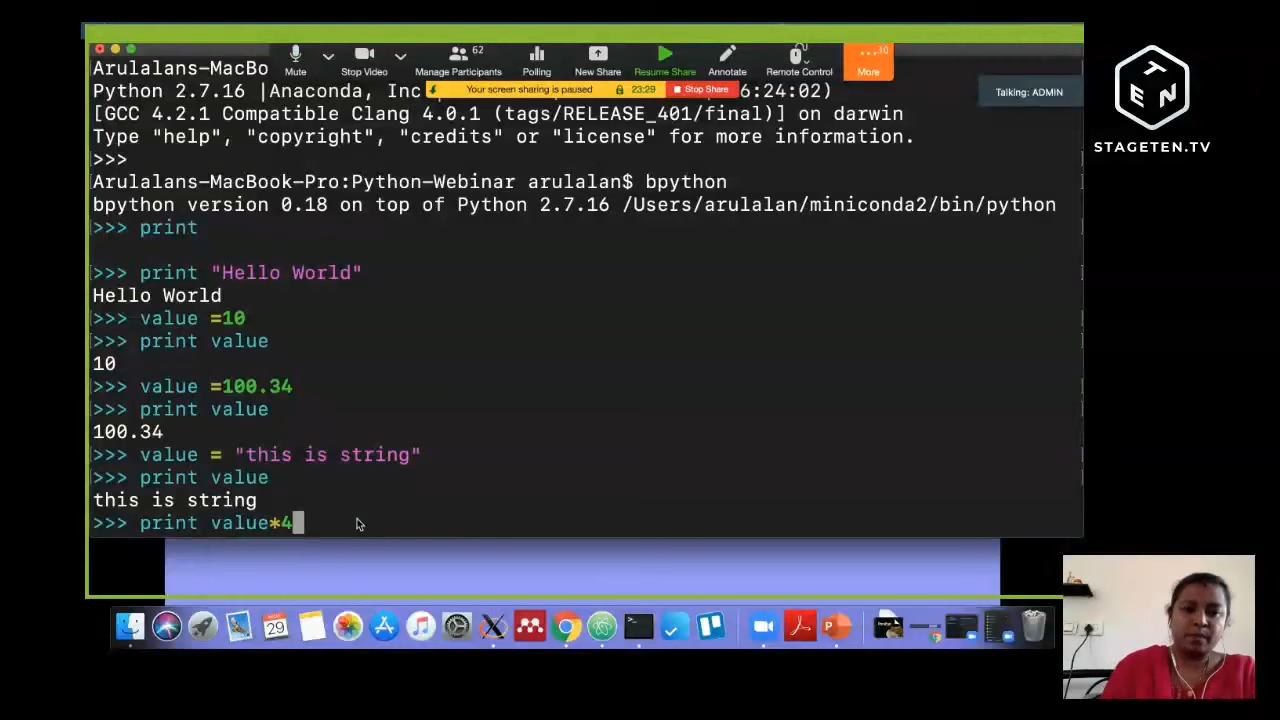 62
10
Mute
Stop Video
Manage Participants
Polling
New Share
Resume Share
Annotate
Remote Control
More
Your screen sharing is paused
23:29
Stop Share
Talking: ADMIN
TEN
STAGETEN.TV
Arulalans-MacBo
Python 2.7.16 |Anaconda, Inc 6:24:02)
[GCC 4.2.1 Compatible Clang 4.0.1 (tags/RELEASE_401/final)] on darwin
Type "help", "copyright", "credits" or "license" for more information.
>>>
Arulalans-MacBook-Pro:Python-Webinar arulalan$ bpython
bpython version 0.18 on top of Python 2.7.16 /Users/arulalan/miniconda2/bin/python
>>> print
>>> print "Hello World"
Hello World
>>> value =10
>>> print value
10
>>> value =100.34
>>> print value
100.34
>>> value = "this is string"
>>> print value
this is string
>>> print value*4
29